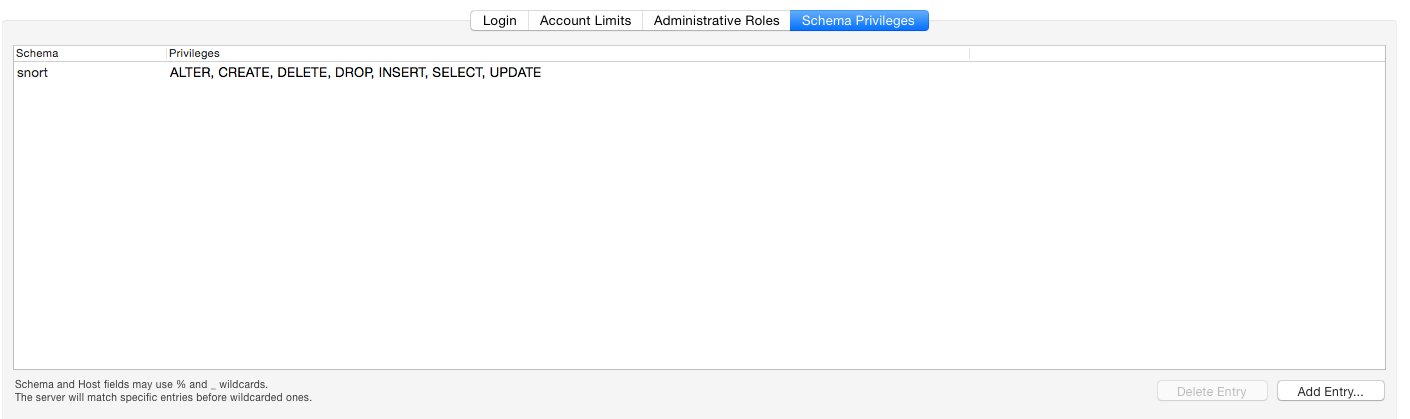 Login Account Limits Administrative Roles Schema Privileges
Schema Privileges
snort ALTER, CREATE, DELETE, DROP, INSERT, SELECT, UPDATE
Schema and Host fields may use % and _ wildcards.
The server will match specific entries before wildcarded ones.
Delete Entry Add Entry...